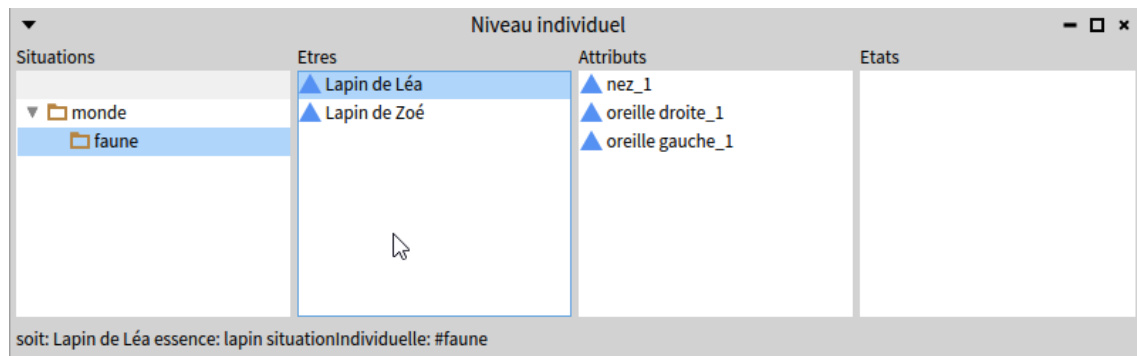 Niveau individuel
Situations Etres Attributs Etats
Lapin de Léa nez_1
monde Lapin de Zoé oreille droite_1
faune oreille gauche_1
soit: Lapin de Léa essence: lapin situationIndividuelle: #faune